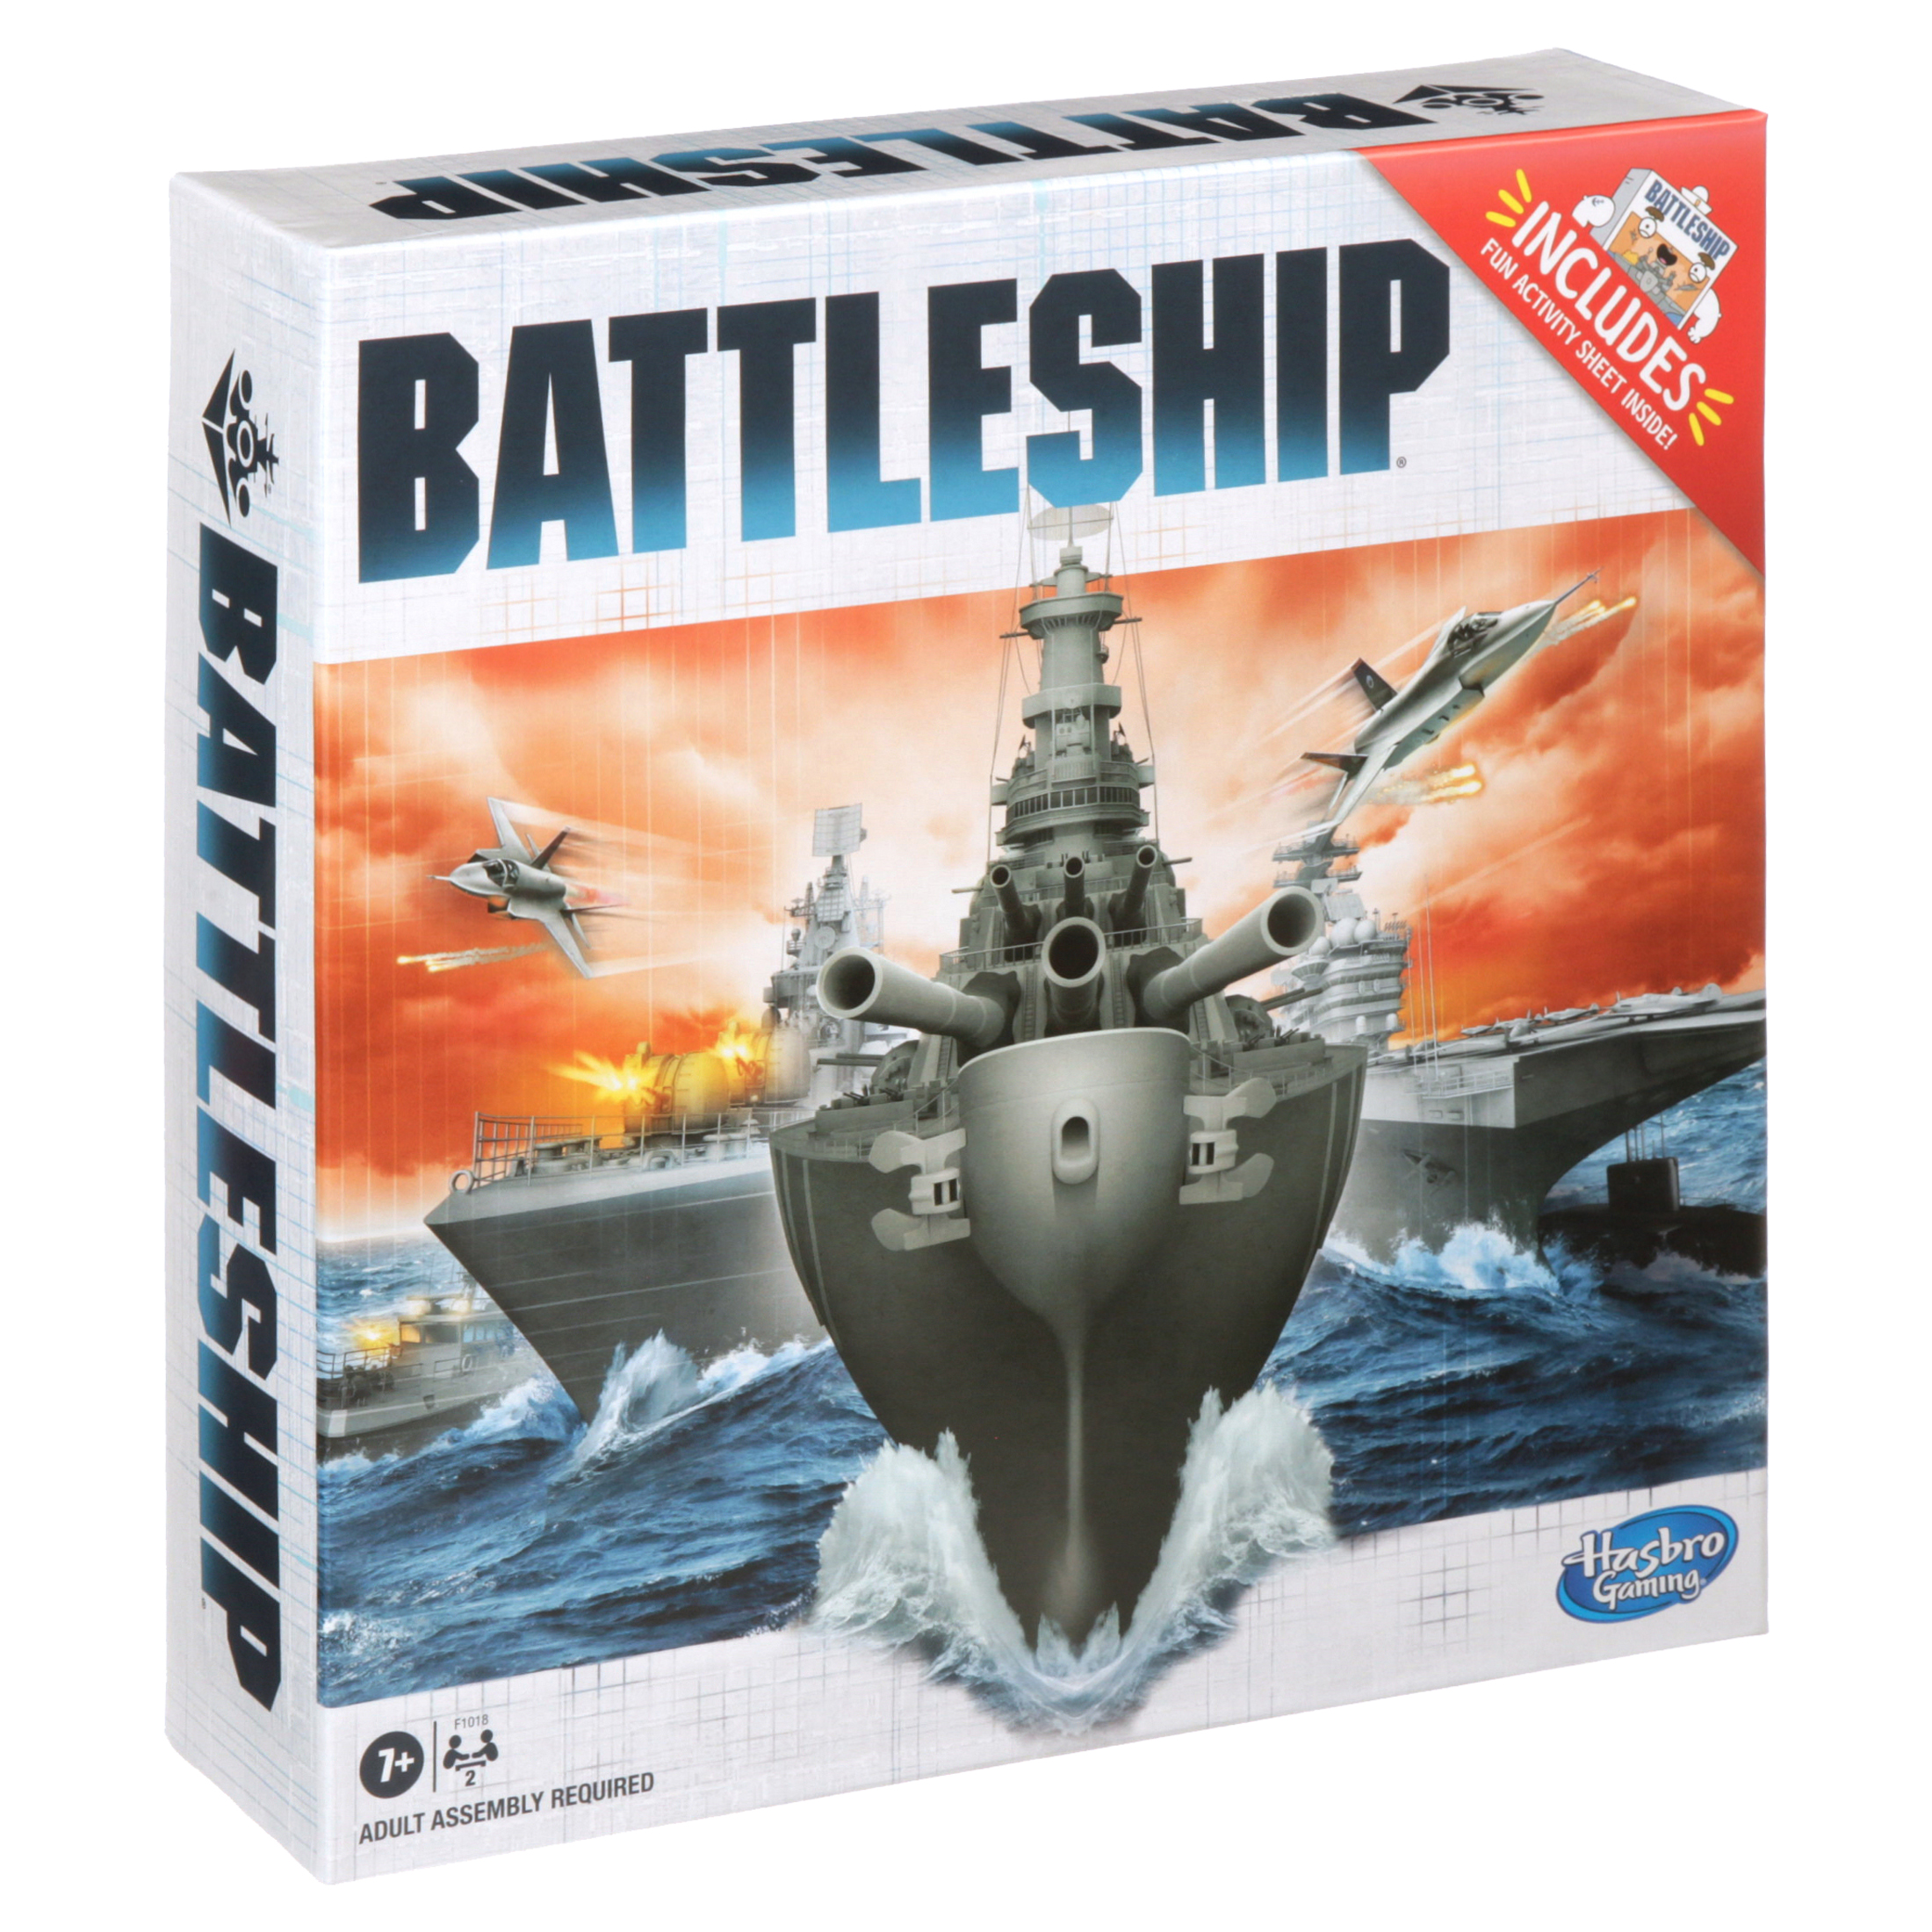 BATTLESHIP
BATTLESHIP®
INCLUDES
FUN ACTIVITY SHEET INSIDE!
BATTLESHIP
BATTLESHIP
Hasbro
Gaming
7+
F1018
2
ADULT ASSEMBLY REQUIRED